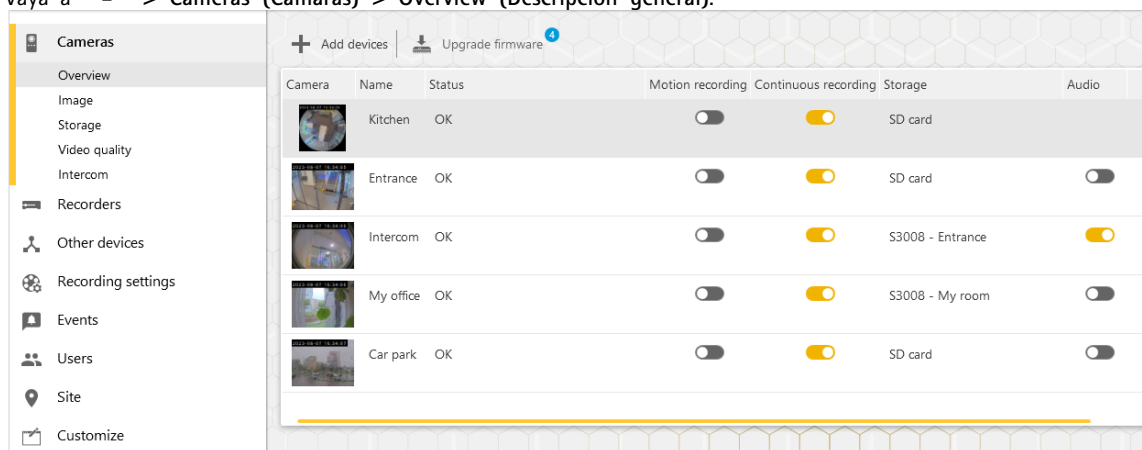 Vaya a > Cameras (Cámaras) > Overview (Descripción general).
Cameras
Overview
Image
Storage
Video quality
Intercom
Recorders
Other devices
Recording settings
Events
Users
Site
Customize
Add devices Upgrade firmware 4
Camera Name Status Motion recording Continuous recording Storage Audio
Kitchen OK SD card
Entrance OK SD card
Intercom OK S3008 - Entrance
My office OK S3008 - My room
Car park OK SD card